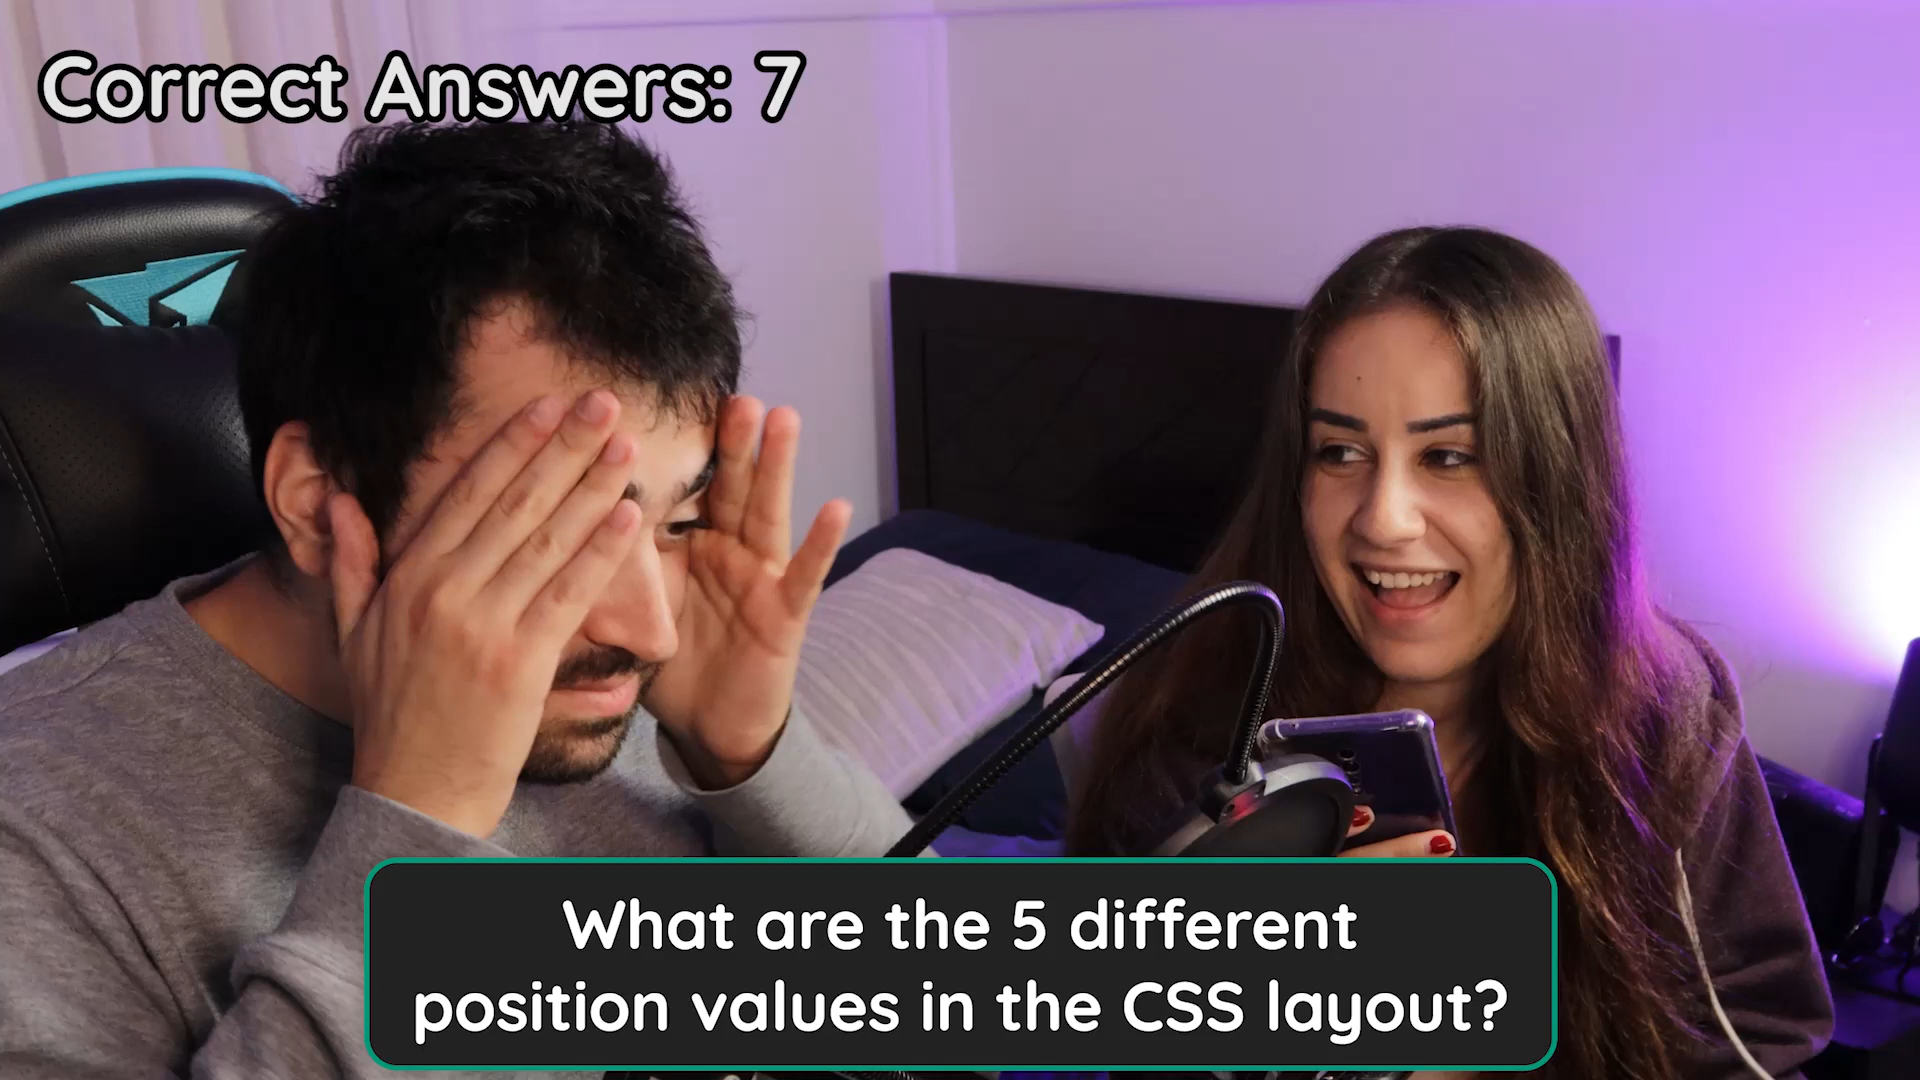 Correct Answers: 7
What are the 5 different
position values in the CSS layout?